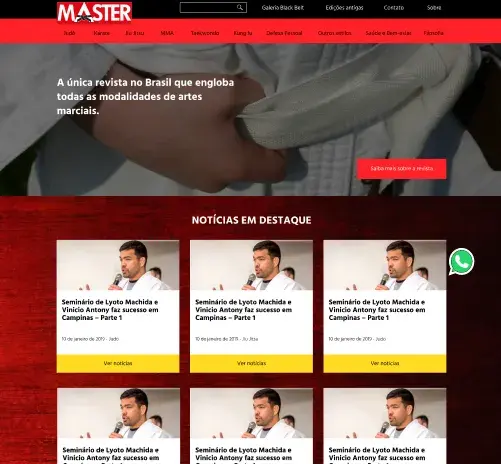 MASTER
Galeria Black Belt
Edições antigas
Contato
Sobre
Judô
Karate
Jiu Jitsu
MMA
Taekwondo
Kung fu
Defesa Pessoal
Outros estilos
Saúde e Bem-estar
Filosofia
A única revista no Brasil que engloba
todas as modalidades de artes
marciais.
Saiba mais sobre a revista
NOTÍCIAS EM DESTAQUE
Seminário de Lyoto Machida e
Vinicio Antony faz sucesso em
Campinas – Parte 1
10 de janeiro de 2019 - Judô
Ver notícias
Seminário de Lyoto Machida e
Vinicio Antony faz sucesso em
Campinas – Parte 1
10 de janeiro de 2019 - Jiu Jitsu
Ver notícias
Seminário de Lyoto Machida e
Vinicio Antony faz sucesso em
Campinas – Parte 1
10 de janeiro de 2019 - Judô
Ver notícias
Seminário de Lyoto Machida e
Vinicio Antony faz sucesso em
Seminário de Lyoto Machida e
Vinicio Antony faz sucesso em
Seminário de Lyoto Machida e
Vinicio Antony faz sucesso em